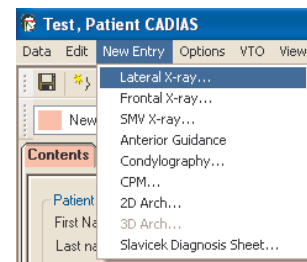 Test, Patient CADIAS
Data Edit New Entry Options VTO View
Lateral X-ray...
Frontal X-ray...
New SMV X-ray...
Anterior Guidance
Contents Condylography...
CPM...
Patient 2D Arch...
First Na 3D Arch...
Last na Slavicek Diagnosis Sheet...